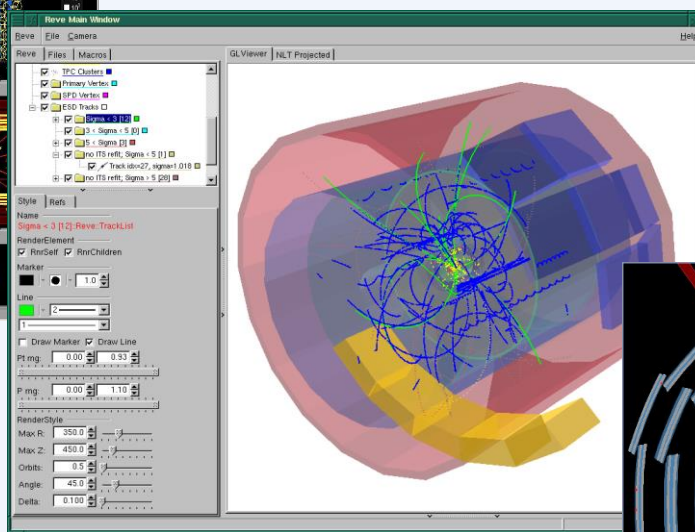 Reve Main Window
Reve File Camera Help
Reve Files Macros GLViewer NLT Projected
TPC Clusters
Primary Vertex
SPD Vertex
ESD Tracks
Sigma < 3 [12]
3 < Sigma < 5 [0]
5 < Sigma [3]
no ITS refit; Sigma < 5 [1]
Track idx=27, sigma=1.018
no ITS refit; Sigma > 5 [28]
Style Refs
Name
Sigma < 3 [12]::Reve::TrackList
RenderElement
RnrSelf RnrChildren
Marker
1.0
Line
2
1
Draw Marker Draw Line
Pt rng: 0.00 0.93
P rng: 0.00 1.10
RenderStyle
Max R: 350.0
Max Z: 450.0
Orbits: 0.5
Angle: 45.0
Delta: 0.100